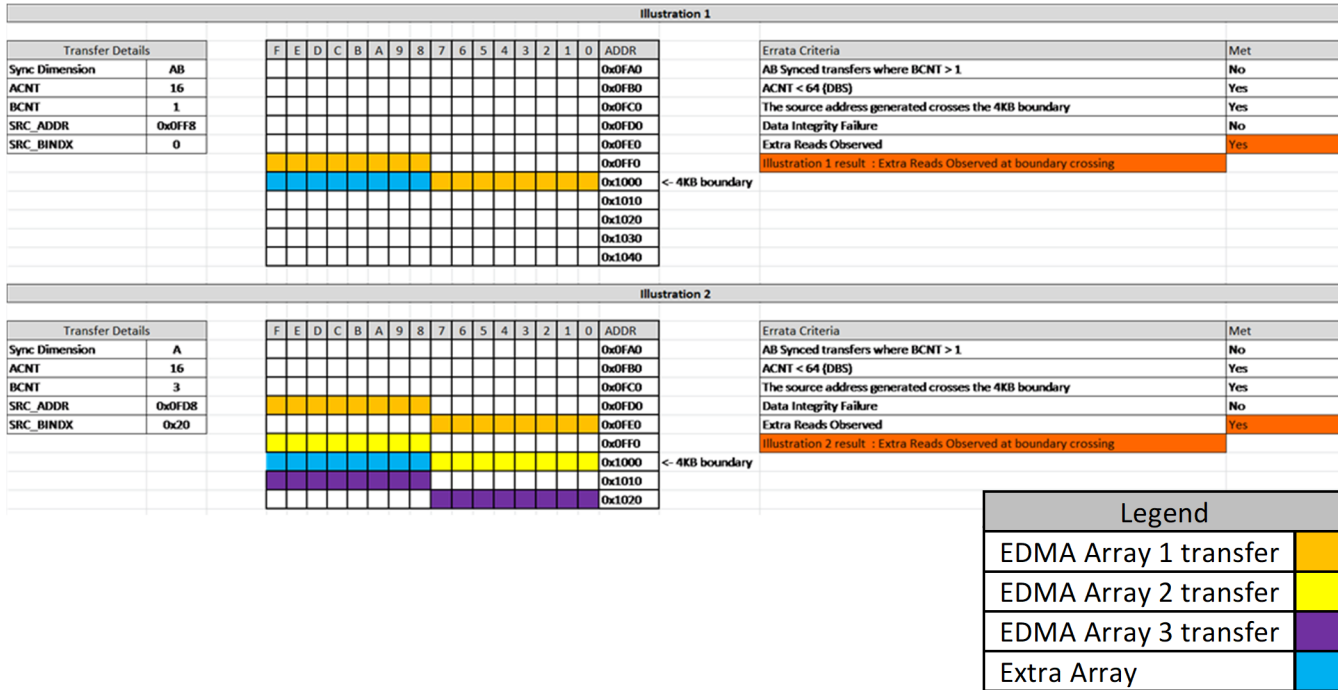 Illustration 1
Transfer Details F E D C B A 9 8 7 6 5 4 3 2 1 0 ADDR Errata Criteria Met
Sync Dimension AB 0x0FA0 AB Synced transfers where BCNT > 1 No
ACNT 16 0x0FB0 ACNT < 64 (DBS) Yes
BCNT 1 0x0FC0 The source address generated crosses the 4KB boundary Yes
SRC_ADDR 0x0FF8 0x0FD0 Data Integrity Failure No
SRC_BINDX 0 0x0FE0 Extra Reads Observed Yes
0x0FF0 Illustration 1 result : Extra Reads Observed at boundary crossing
0x1000 <- 4KB boundary
0x1010
0x1020
0x1030
0x1040
Illustration 2
Transfer Details F E D C B A 9 8 7 6 5 4 3 2 1 0 ADDR Errata Criteria Met
Sync Dimension A 0x0FA0 AB Synced transfers where BCNT > 1 No
ACNT 16 0x0FB0 ACNT < 64 (DBS) Yes
BCNT 3 0x0FC0 The source address generated crosses the 4KB boundary Yes
SRC_ADDR 0x0FD8 0x0FD0 Data Integrity Failure No
SRC_BINDX 0x20 0x0FE0 Extra Reads Observed Yes
0x0FF0 Illustration 2 result : Extra Reads Observed at boundary crossing
0x1000 <- 4KB boundary
0x1010
0x1020
Legend
EDMA Array 1 transfer
EDMA Array 2 transfer
EDMA Array 3 transfer
Extra Array